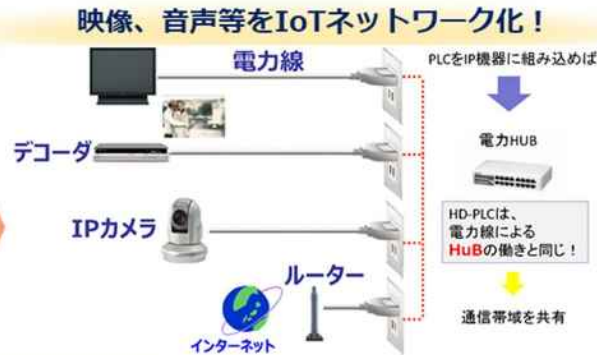 映像、音声等をIoTネットワーク化！
電力線
デコーダ
IPカメラ
ルーター
インターネット
PLCをIP機器に組み込めば
電力HUB
HD-PLCは、
電力線による
HuBの働きと同じ！
通信帯域を共有